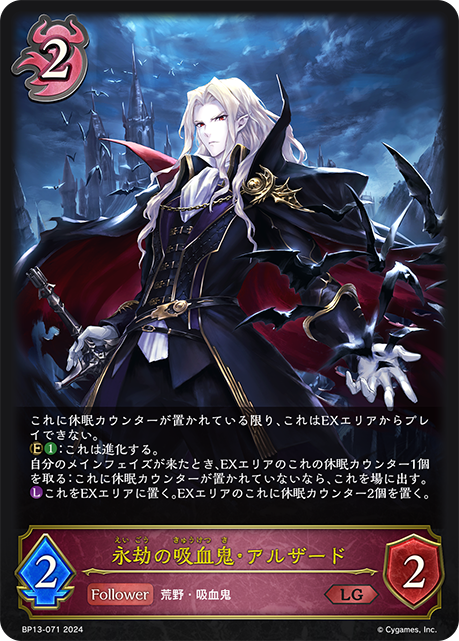 2
これに休眠カウンターが置かれている限り、これはEXエリアからプレ
イできない。
E 1:これは進化する。
自分のメインフェイズが来たとき、EXエリアのこれの休眠カウンター1個
を取る:これに休眠カウンターが置かれていないなら、これを場に出す。
L これをEXエリアに置く。EXエリアのこれに休眠カウンター2個を置く。
えいごう きゅうけつき
永劫の吸血鬼・アルザード
2
Follower 荒野・吸血鬼 LG
2
BP13-071 2024 © Cygames, Inc.